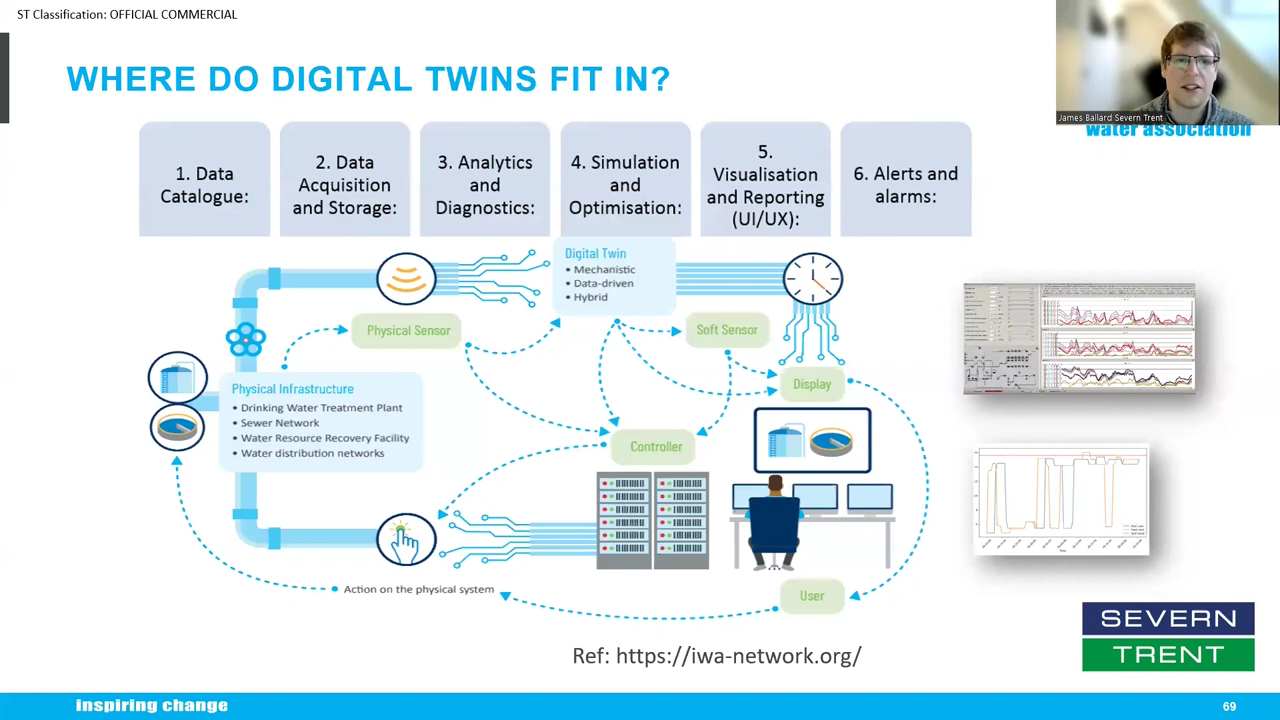 ST Classification: OFFICIAL COMMERCIAL
WHERE DO DIGITAL TWINS FIT IN?
James Ballard Severn Trent
water association
1. Data
Catalogue:
2. Data
Acquisition
and Storage:
3. Analytics
and
Diagnostics:
4. Simulation
and
Optimisation:
5.
Visualisation
and Reporting
(UI/UX):
6. Alerts and
alarms:
Digital Twin
• Mechanistic
• Data-driven
• Hybrid
Physical Sensor
Soft Sensor
Display
Physical Infrastructure
• Drinking Water Treatment Plant
• Sewer Network
• Water Resource Recovery Facility
• Water distribution networks
Controller
Action on the physical system
User
Ref: https://iwa-network.org/
SEVERN
TRENT
inspiring change
69